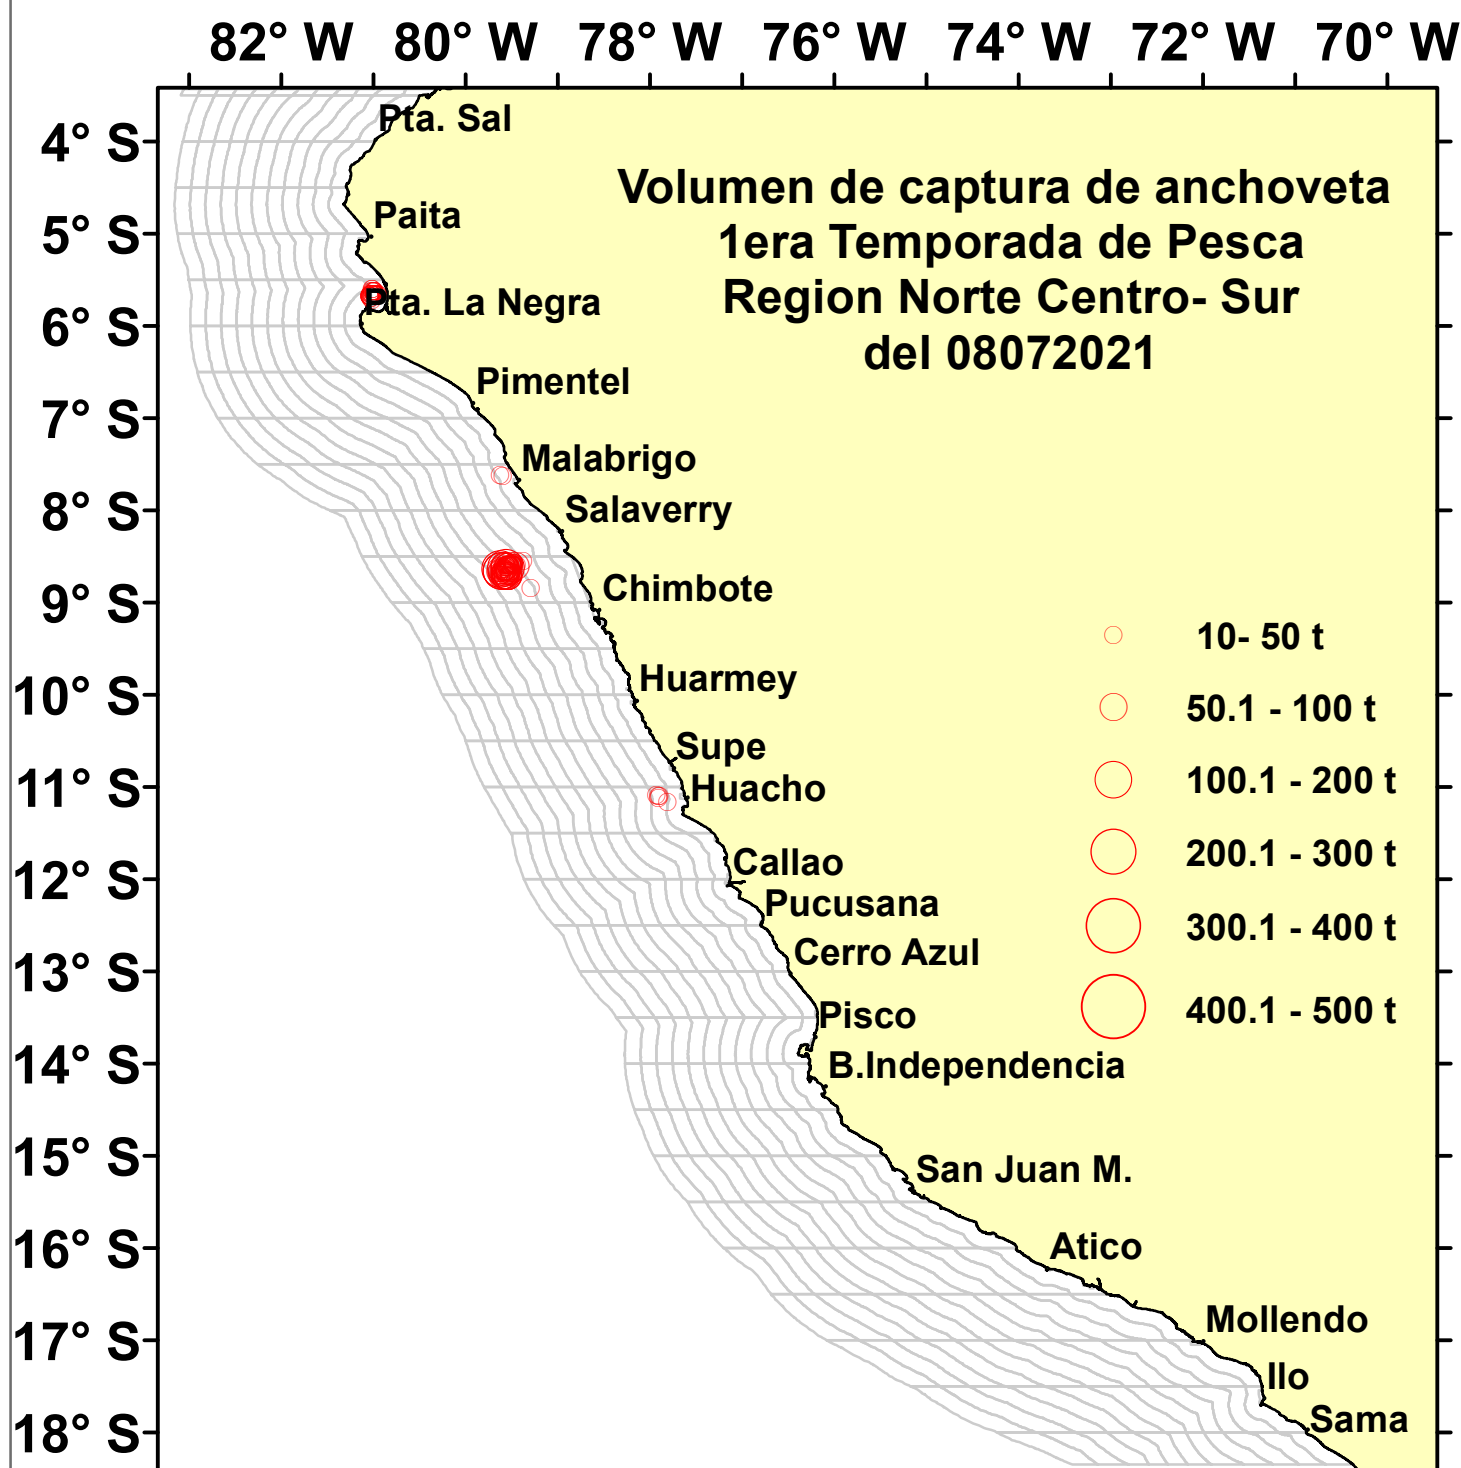 82° W 80° W 78° W 76° W 74° W 72° W 70° W
4° S
5° S
6° S
7° S
8° S
9° S
10° S
11° S
12° S
13° S
14° S
15° S
16° S
17° S
18° S
Volumen de captura de anchoveta
1era Temporada de Pesca
Region Norte Centro- Sur
del 08072021
Pta. Sal
Paita
Pta. La Negra
Pimentel
Malabrigo
Salaverry
Chimbote
Huarmey
Supe
Huacho
Callao
Pucusana
Cerro Azul
Pisco
B.Independencia
San Juan M.
Atico
Mollendo
Ilo
Sama
10- 50 t
50.1 - 100 t
100.1 - 200 t
200.1 - 300 t
300.1 - 400 t
400.1 - 500 t